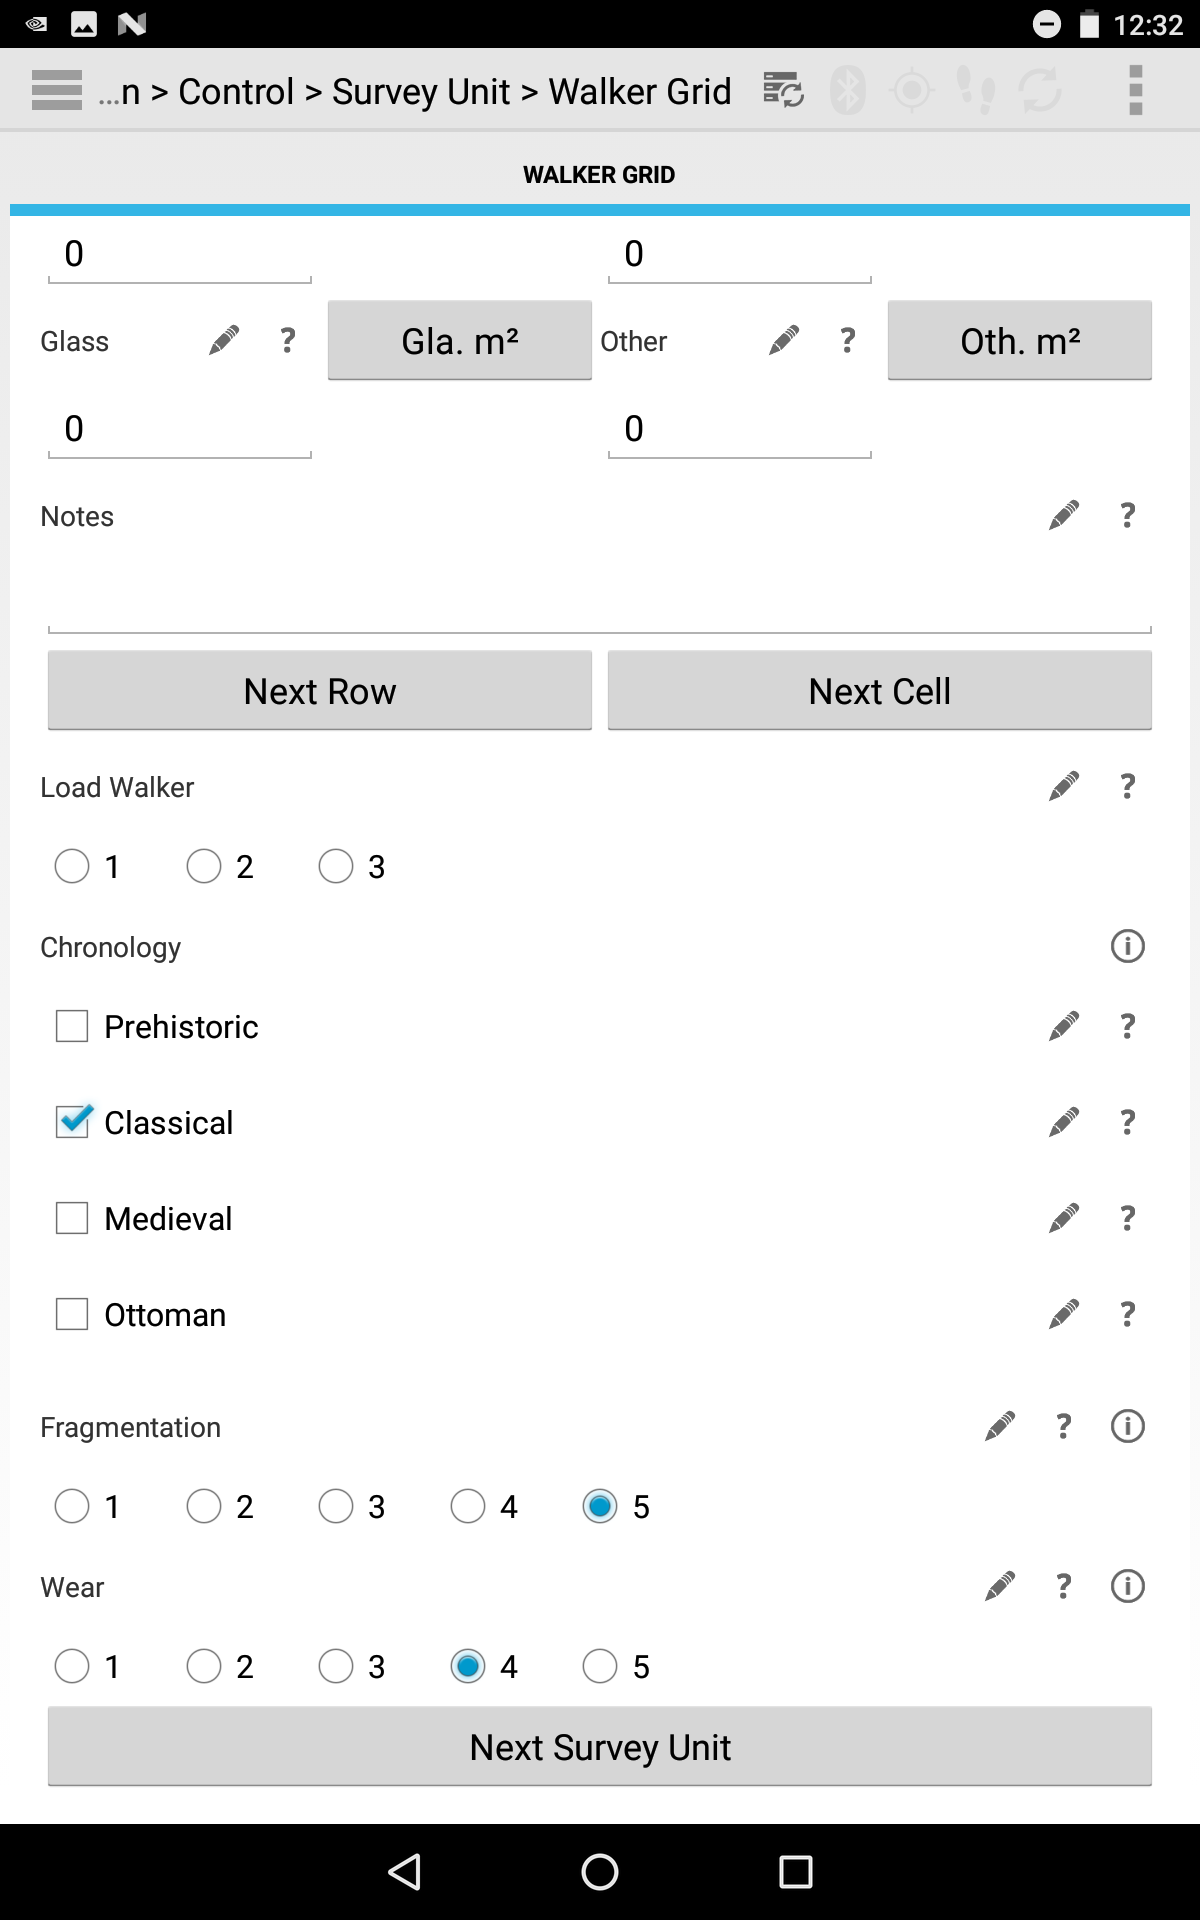 12:32
...n > Control > Survey Unit > Walker Grid
WALKER GRID
0 0
Glass ? Gla. m² Other ? Oth. m²
0 0
Notes ?
Next Row Next Cell
Load Walker ?
1 2 3
Chronology
Prehistoric ?
Classical ?
Medieval ?
Ottoman ?
Fragmentation ?
1 2 3 4 5
Wear ?
1 2 3 4 5
Next Survey Unit